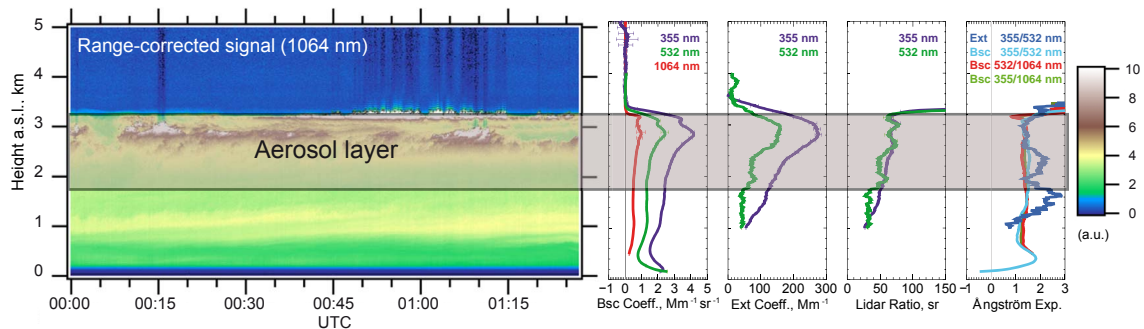 Range-corrected signal (1064 nm)
Aerosol layer
Height a.s.l.. km
5
4
3
2
1
0
00:00 00:15 00:30 00:45 01:00 01:15
UTC
355 nm
532 nm
1064 nm
−1 0 1 2 3 4 5
Bsc Coeff., Mm⁻¹ sr⁻¹
355 nm
532 nm
0 100 200 300
Ext Coeff., Mm⁻¹
355 nm
532 nm
0 50 100 150
Lidar Ratio, sr
Ext 355/532 nm
Bsc 355/532 nm
Bsc 532/1064 nm
Bsc 355/1064 nm
−1 0 1 2 3
Ångström Exp.
10
8
6
4
2
0
(a.u.)